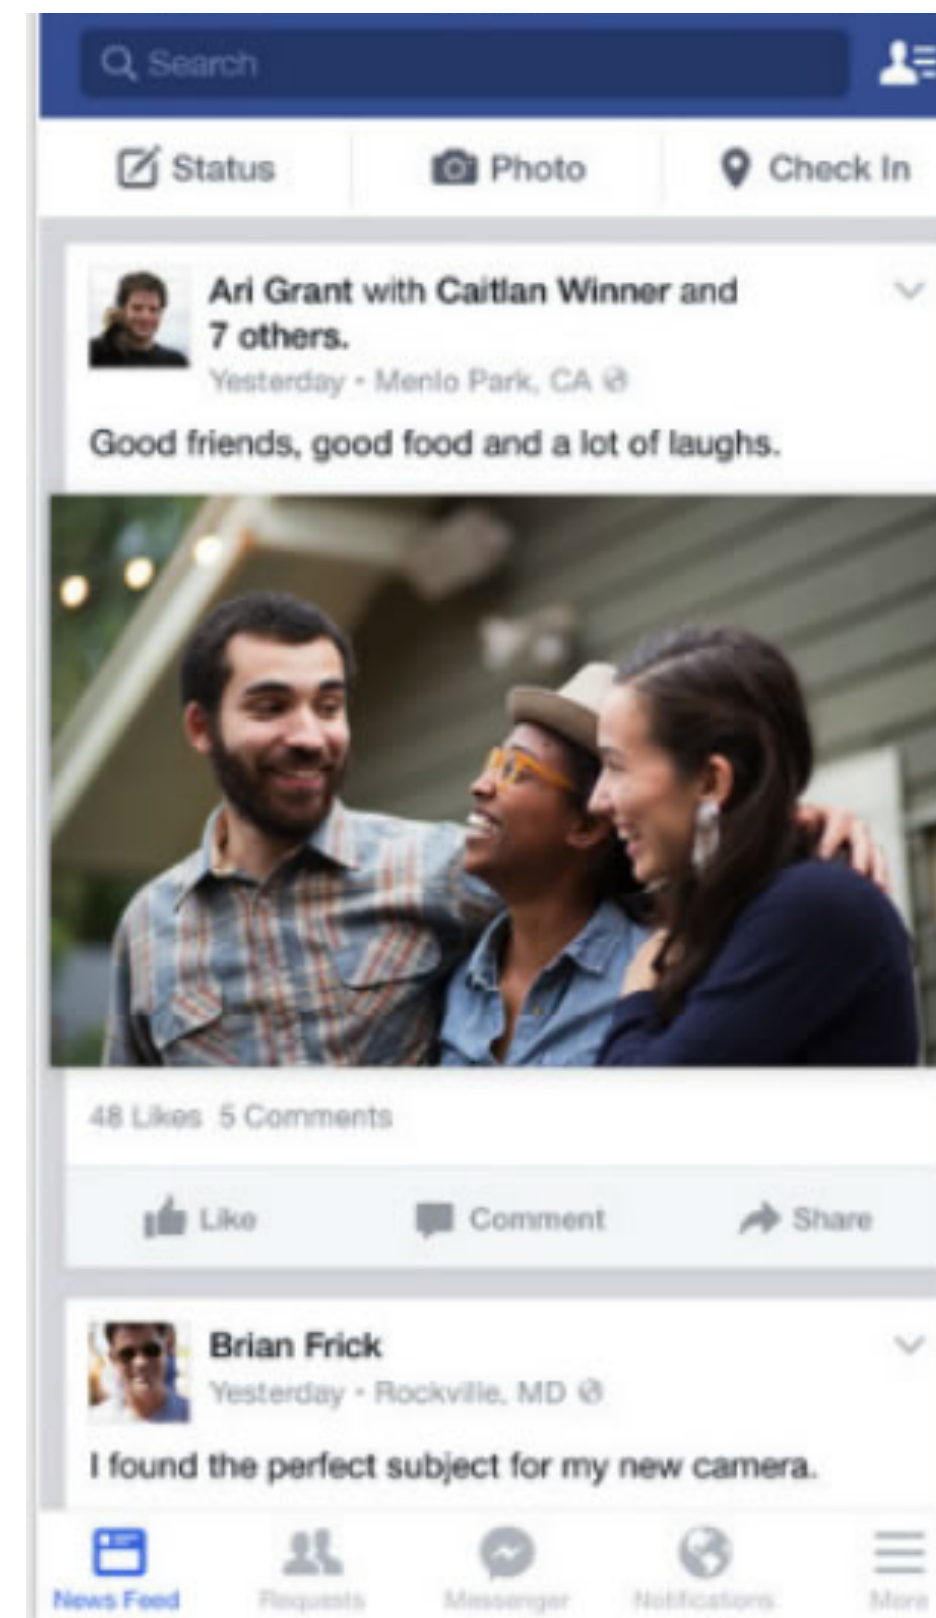 Search
Status Photo Check In
Ari Grant with Caitlan Winner and
7 others.
Yesterday · Menlo Park, CA
Good friends, good food and a lot of laughs.
48 Likes 5 Comments
Like Comment Share
Brian Frick
Yesterday · Rockville, MD
I found the perfect subject for my new camera.
News Feed Requests Messenger Notifications More